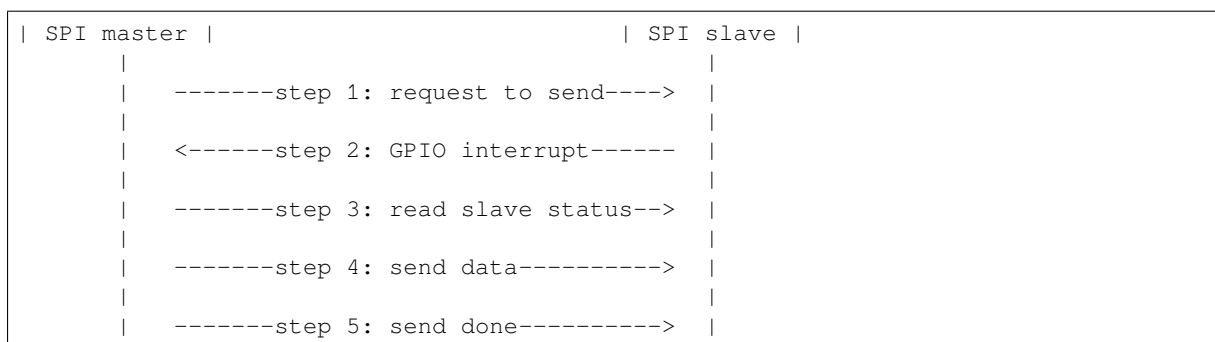 | SPI master |                                 | SPI slave |
       |                                             |
       |   -------step 1: request to send---->  |
       |                                             |
       |   <------step 2: GPIO interrupt------  |
       |                                             |
       |   -------step 3: read slave status-->  |
       |                                             |
       |   -------step 4: send data---------->  |
       |                                             |
       |   -------step 5: send done---------->  |